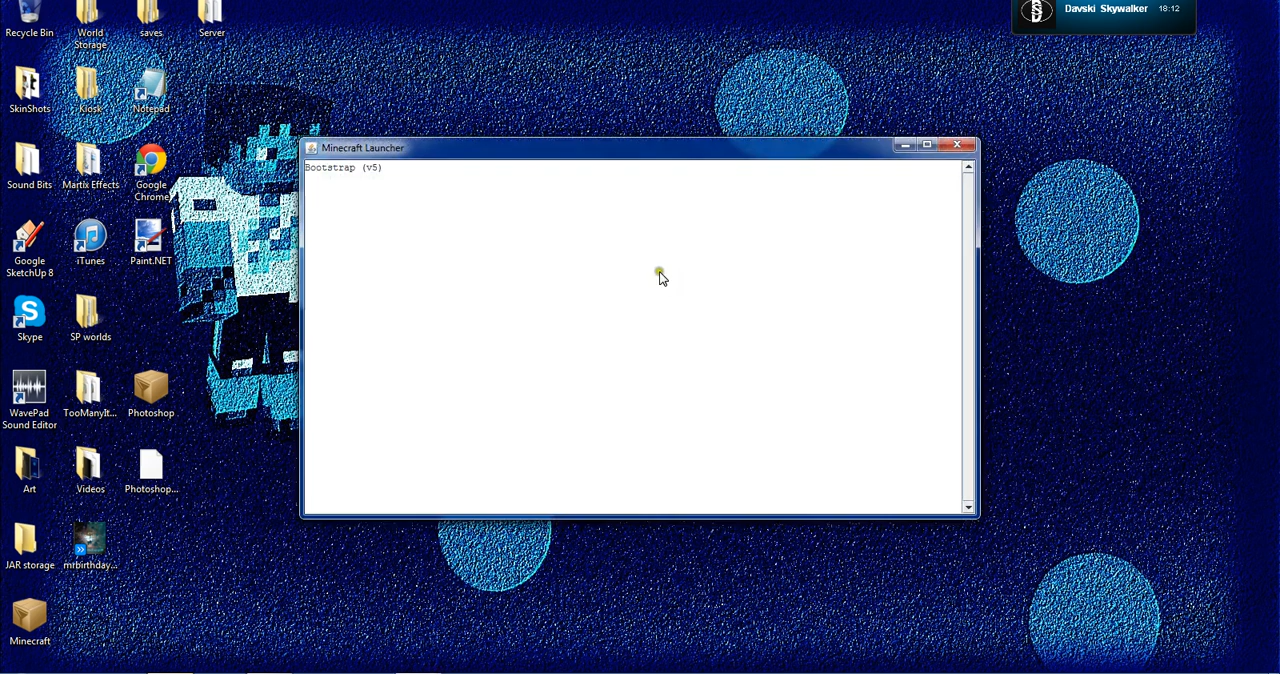 Davski Skywalker 18:12
Recycle Bin
World
Storage
saves
Server
SkinShots
Kiosk
Notepad
Sound Bits
Martix Effects
Google
Chrome
Google
SketchUp 8
iTunes
Paint.NET
Skype
SP worlds
WavePad
Sound Editor
TooManyIt...
Photoshop
Art
Videos
Photoshop...
JAR storage
mrbirthday...
Minecraft
Minecraft Launcher
Bootstrap (v5)